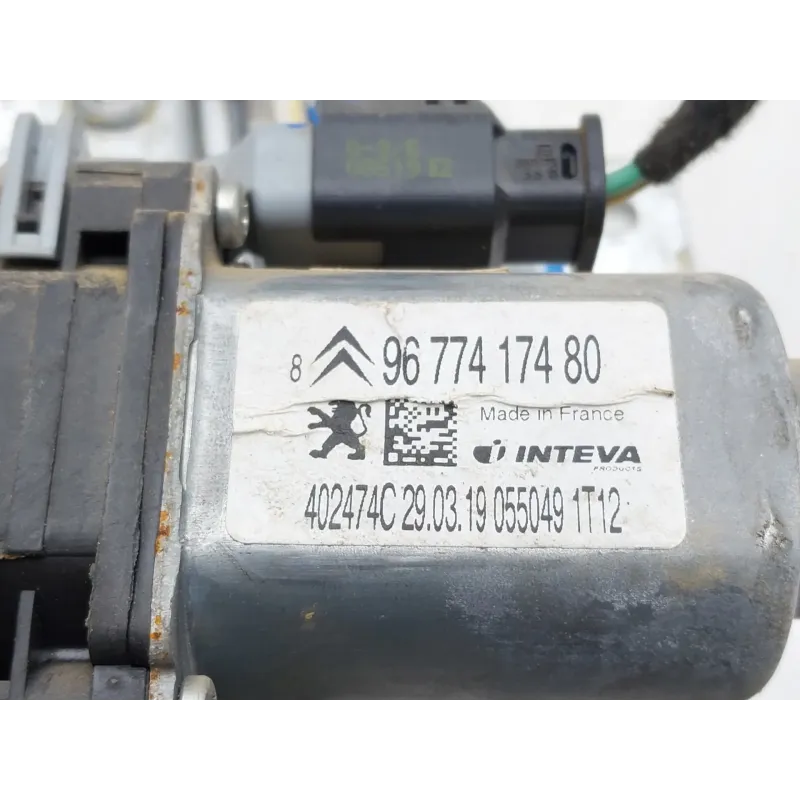 8 96 774 174 80
Made in France
INTEVA
PRODUCTS
402474C 29.03.19 055049 1T12